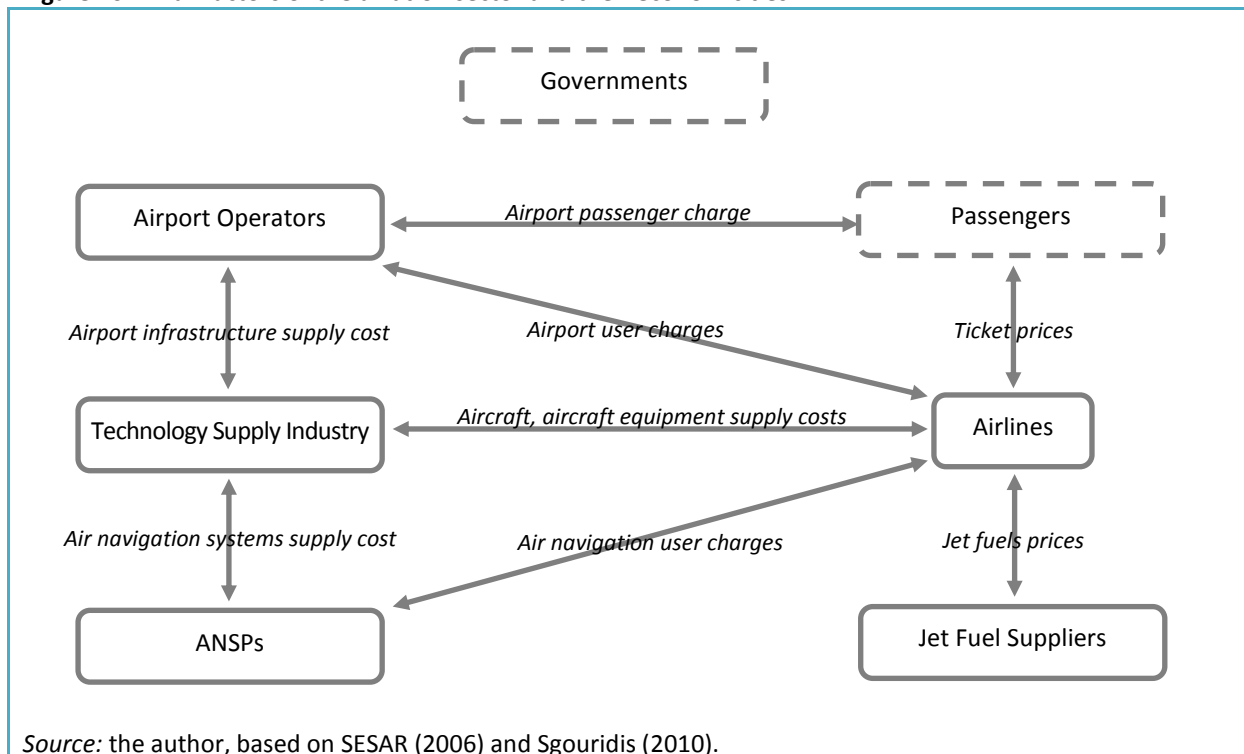 Governments
Airport Operators
Airport passenger charge
Passengers
Airport infrastructure supply cost
Airport user charges
Ticket prices
Technology Supply Industry
Aircraft, aircraft equipment supply costs
Airlines
Air navigation systems supply cost
Air navigation user charges
Jet fuels prices
ANSPs
Jet Fuel Suppliers
Source: the author, based on SESAR (2006) and Sgouridis (2010).